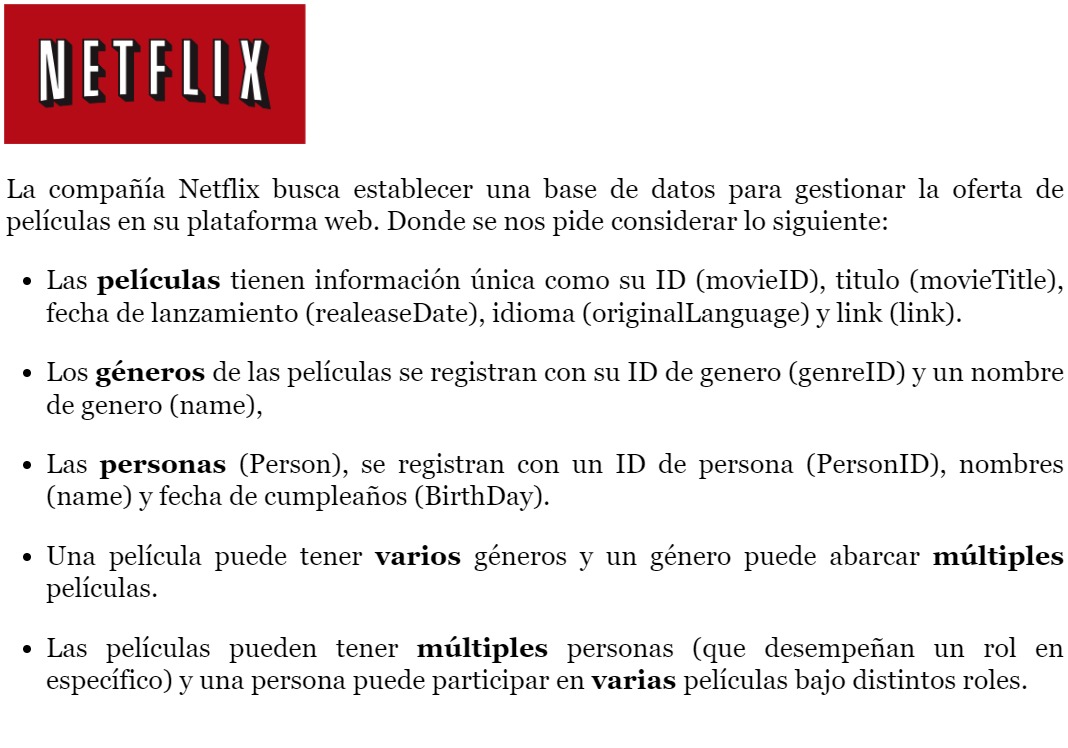 NETFLIX
La compañía Netflix busca establecer una base de datos para gestionar la oferta de
películas en su plataforma web. Donde se nos pide considerar lo siguiente:
• Las películas tienen información única como su ID (movieID), titulo (movieTitle),
fecha de lanzamiento (realeaseDate), idioma (originalLanguage) y link (link).
• Los géneros de las películas se registran con su ID de genero (genreID) y un nombre
de genero (name),
• Las personas (Person), se registran con un ID de persona (PersonID), nombres
(name) y fecha de cumpleaños (BirthDay).
• Una película puede tener varios géneros y un género puede abarcar múltiples
películas.
• Las películas pueden tener múltiples personas (que desempeñan un rol en
específico) y una persona puede participar en varias películas bajo distintos roles.